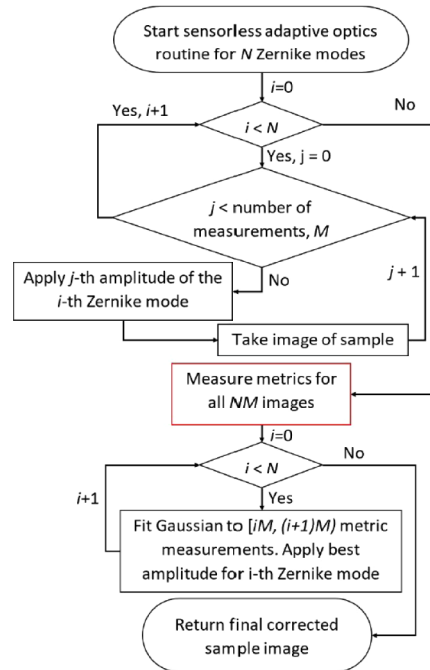 Start sensorless adaptive optics
routine for N Zernike modes
i=0
Yes, i+1
No
i < N
Yes, j = 0
j < number of
measurements, M
No
j + 1
Apply j-th amplitude of the
i-th Zernike mode
Take image of sample
Measure metrics for
all NM images
i=0
i < N
No
i+1
Yes
Fit Gaussian to [iM, (i+1)M) metric
measurements. Apply best
amplitude for i-th Zernike mode
Return final corrected
sample image